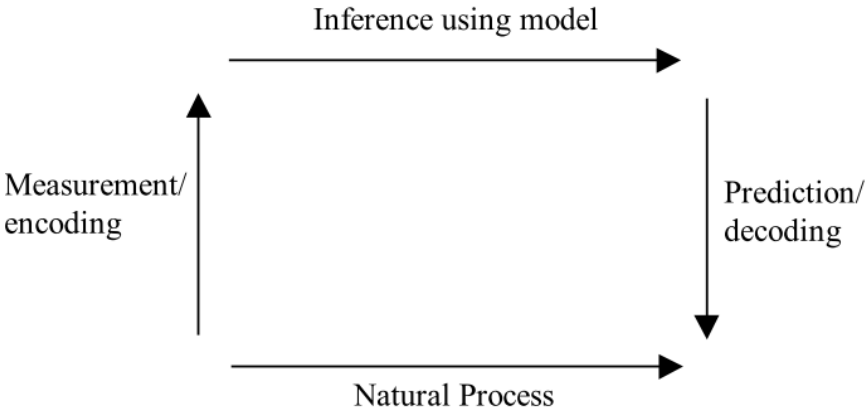 Inference using model
Measurement/
encoding
Prediction/
decoding
Natural Process